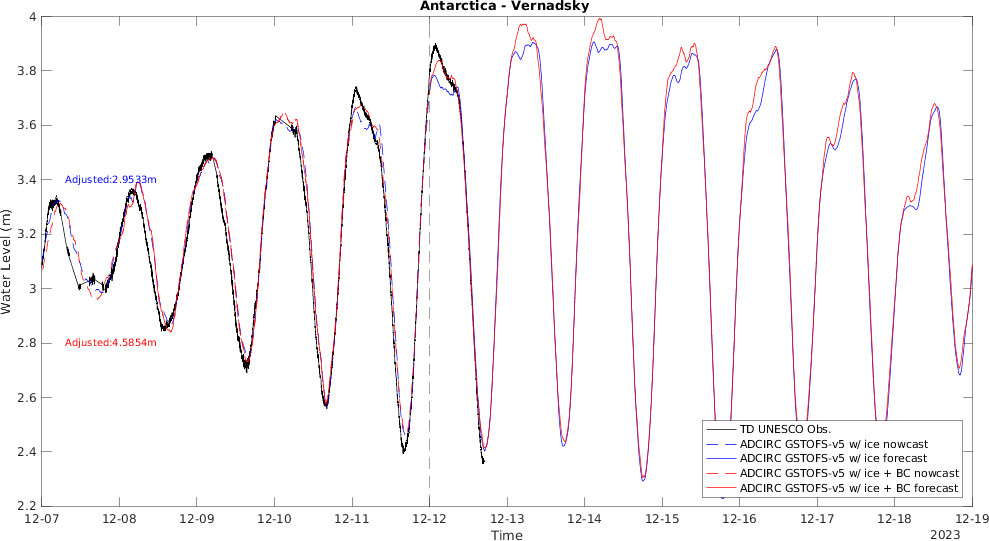 Antarctica - Vernadsky
4
3.8
3.6
3.4
3.2
3
2.8
2.6
2.4
2.2
Water Level (m)
Adjusted:2.9533m
Adjusted:4.5854m
TD UNESCO Obs.
ADCIRC GSTOFS-v5 w/ ice nowcast
ADCIRC GSTOFS-v5 w/ ice forecast
ADCIRC GSTOFS-v5 w/ ice + BC nowcast
ADCIRC GSTOFS-v5 w/ ice + BC forecast
12-07 12-08 12-09 12-10 12-11 12-12 12-13 12-14 12-15 12-16 12-17 12-18 12-19
Time
2023